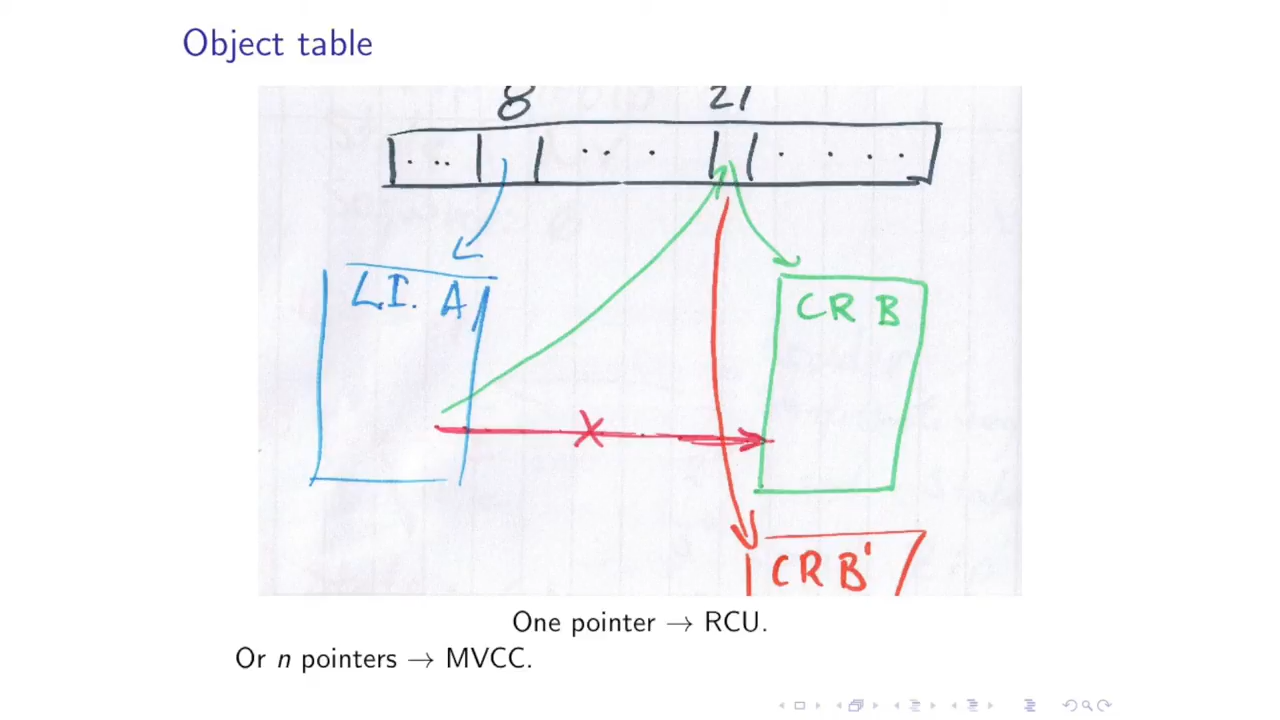 Object table
8 21
L I. A
CR B
CR B'
One pointer → RCU.
Or n pointers → MVCC.